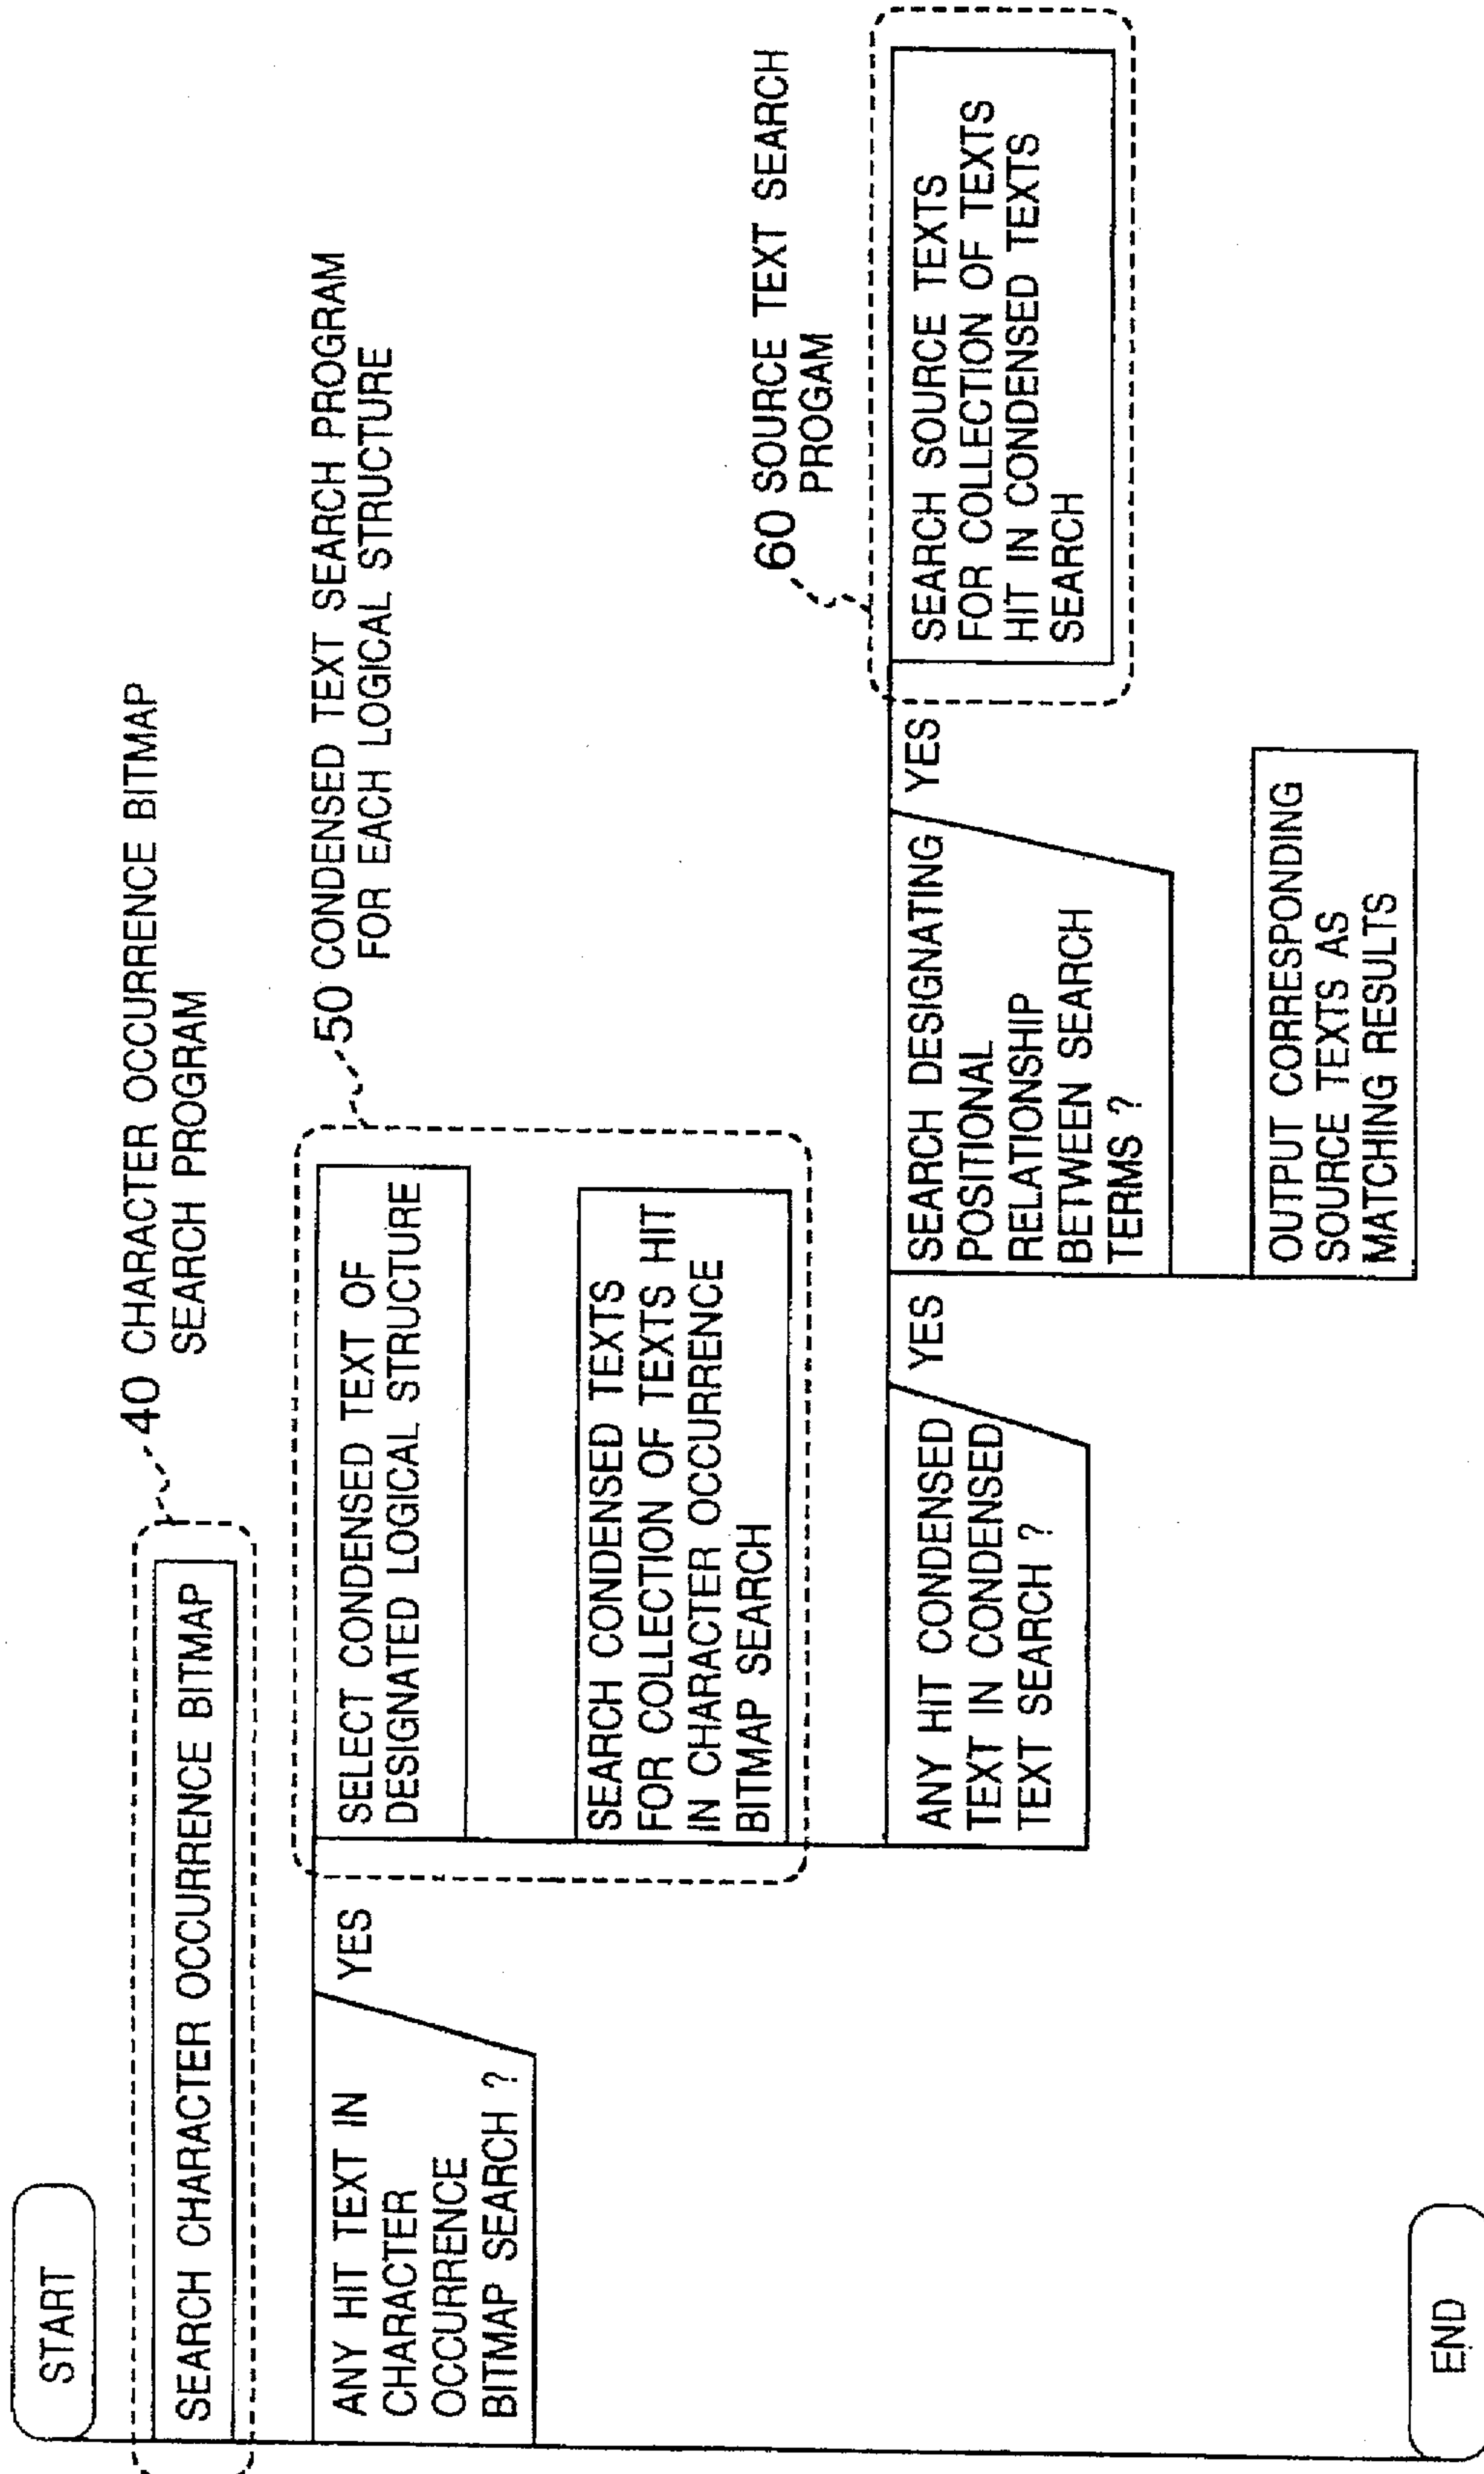 START
40 CHARACTER OCCURRENCE BITMAP
SEARCH PROGRAM
SEARCH CHARACTER OCCURRENCE BITMAP
ANY HIT TEXT IN
CHARACTER
OCCURRENCE
BITMAP SEARCH ?
YES
50 CONDENSED TEXT SEARCH PROGRAM
FOR EACH LOGICAL STRUCTURE
SELECT CONDENSED TEXT OF
DESIGNATED LOGICAL STRUCTURE
SEARCH CONDENSED TEXTS
FOR COLLECTION OF TEXTS HIT
IN CHARACTER OCCURRENCE
BITMAP SEARCH
ANY HIT CONDENSED
TEXT IN CONDENSED
TEXT SEARCH ?
YES
SEARCH DESIGNATING
POSITIONAL
RELATIONSHIP
BETWEEN SEARCH
TERMS ?
YES
60 SOURCE TEXT SEARCH
PROGAM
SEARCH SOURCE TEXTS
FOR COLLECTION OF TEXTS
HIT IN CONDENSED TEXTS
SEARCH
OUTPUT CORRESPONDING
SOURCE TEXTS AS
MATCHING RESULTS
END